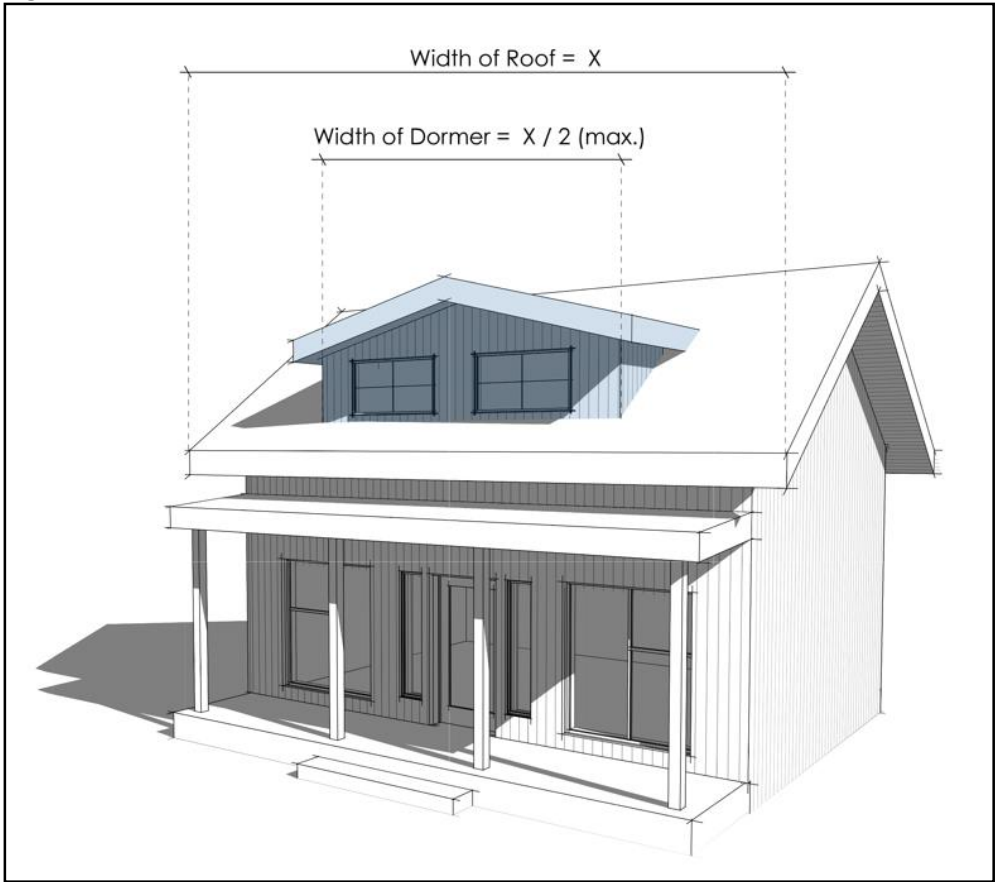 Width of Roof = X
Width of Dormer = X / 2 (max.)